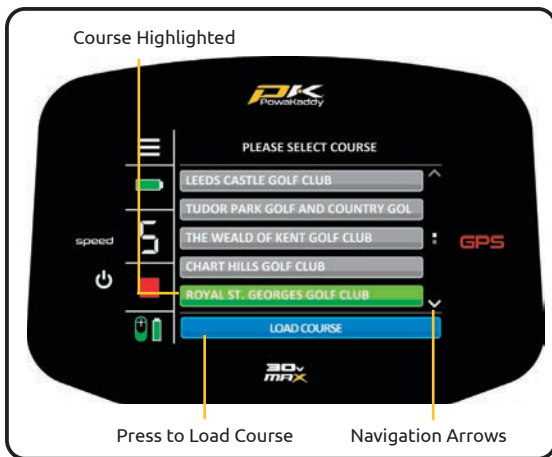 Course Highlighted
PK
PowaKaddy
PLEASE SELECT COURSE
LEEDS CASTLE GOLF CLUB
TUDOR PARK GOLF AND COUNTRY GOL
speed
5
THE WEALD OF KENT GOLF CLUB
GPS
CHART HILLS GOLF CLUB
ROYAL ST. GEORGES GOLF CLUB
LOAD COURSE
30v
MAX
Press to Load Course
Navigation Arrows